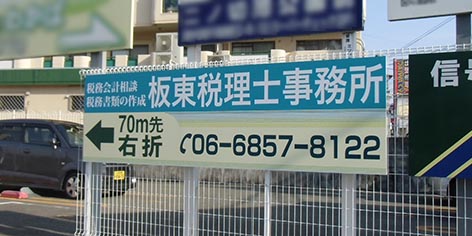 税務会計相談
税務書類の作成
板東税理士事務所
70m先
右折
06-6857-8122
信